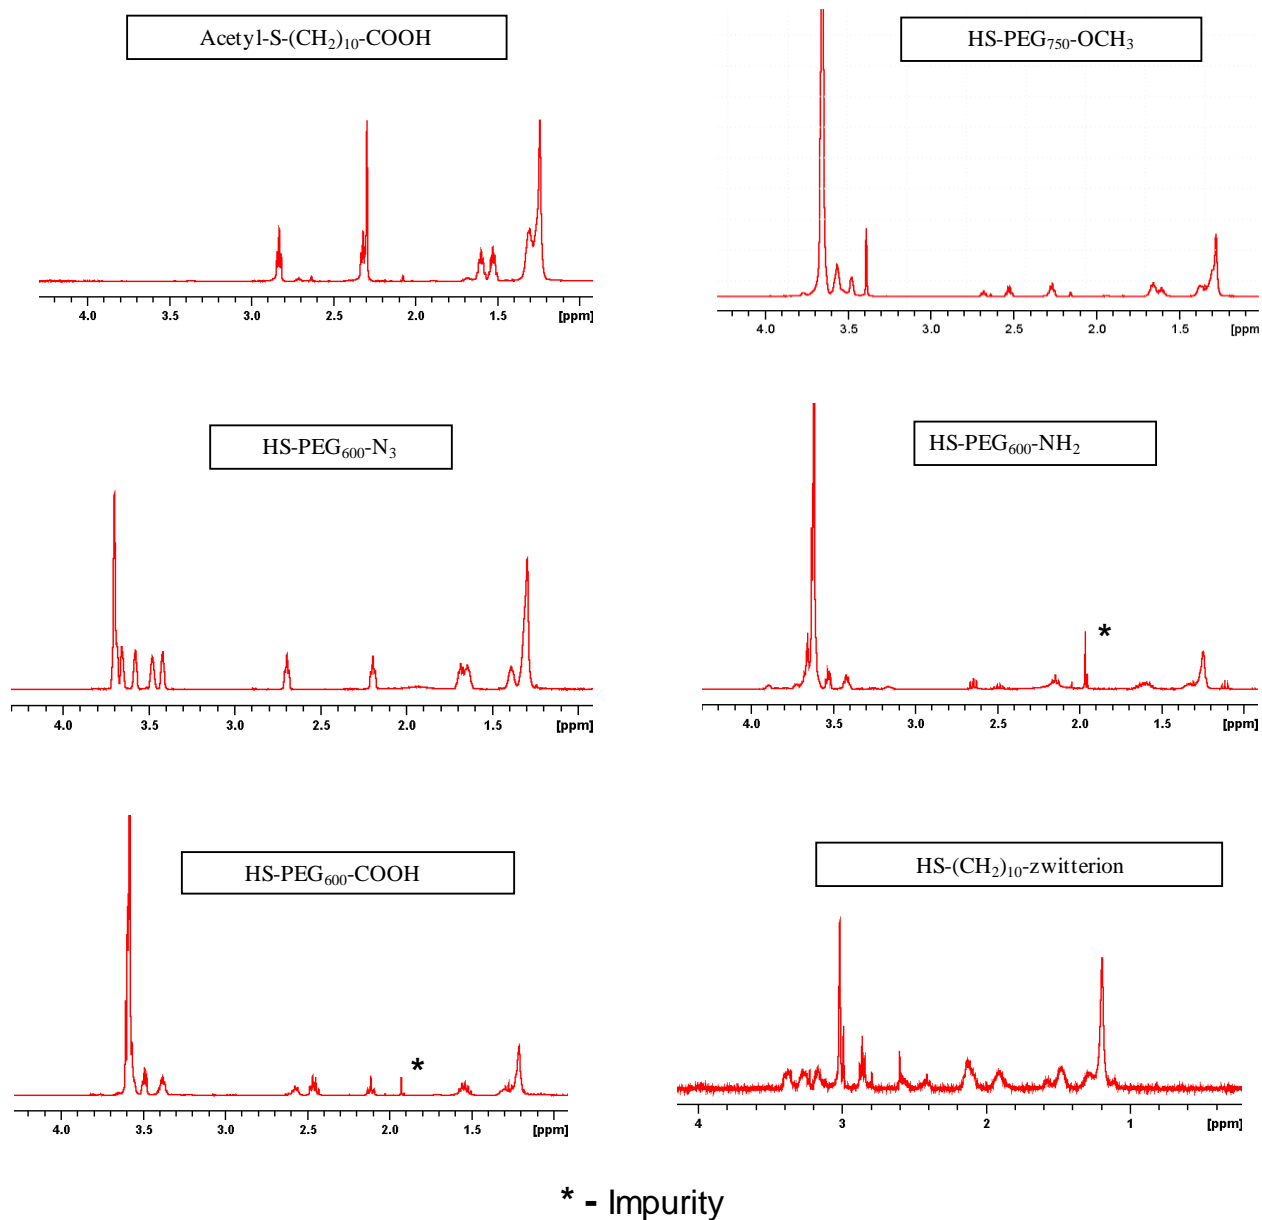 Acetyl-S-(CH₂)₁₀-COOH
HS-PEG₇₅₀-OCH₃
4.0 3.5 3.0 2.5 2.0 1.5 [ppm]
4.0 3.5 3.0 2.5 2.0 1.5 [ppm
HS-PEG₆₀₀-N₃
HS-PEG₆₀₀-NH₂
*
4.0 3.5 3.0 2.5 2.0 1.5 [ppm]
4.0 3.5 3.0 2.5 2.0 1.5 [ppm]
HS-PEG₆₀₀-COOH
HS-(CH₂)₁₀-zwitterion
*
4.0 3.5 3.0 2.5 2.0 1.5 [ppm]
4 3 2 1 [ppm]
* - Impurity